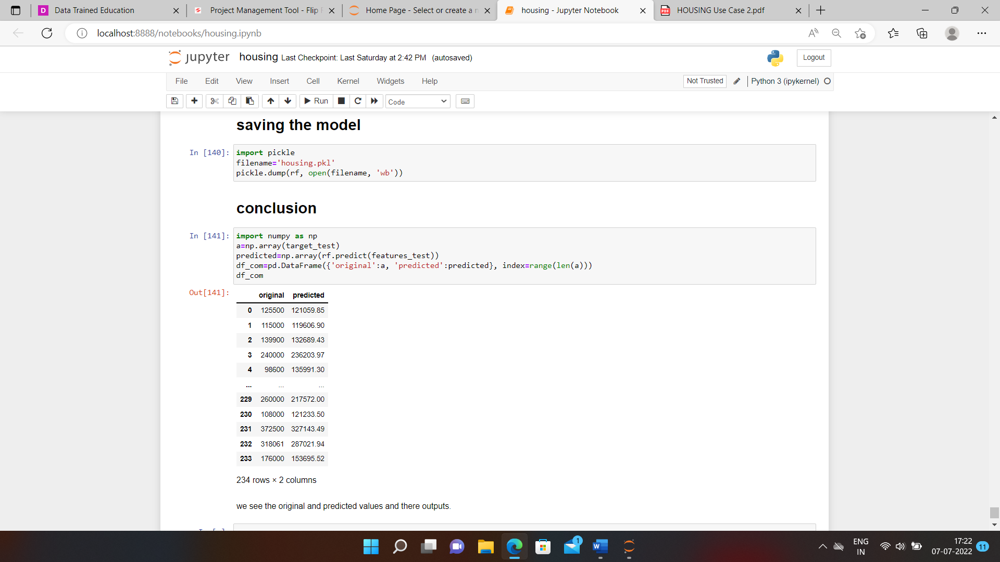 Data Trained Education
Project Management Tool - Flip
Home Page - Select or create a n
housing - Jupyter Notebook
HOUSING Use Case 2.pdf
localhost:8888/notebooks/housing.ipynb
jupyter housing Last Checkpoint: Last Saturday at 2:42 PM (autosaved)
Logout
File Edit View Insert Cell Kernel Widgets Help
Not Trusted
Python 3 (ipykernel)
Run
Code
saving the model
In [140]:
import pickle
filename='housing.pkl'
pickle.dump(rf, open(filename, 'wb'))
conclusion
In [141]:
import numpy as np
a=np.array(target_test)
predicted=np.array(rf.predict(features_test))
df_com=pd.DataFrame({'original':a, 'predicted':predicted}, index=range(len(a)))
df_com
Out[141]:
original predicted
0 125500 121059.85
1 115000 119606.90
2 139900 132689.43
3 240000 236203.97
4 98600 135991.30
... ... ...
229 260000 217572.00
230 108000 121233.50
231 372500 327143.49
232 318061 287021.94
233 176000 153695.52
234 rows × 2 columns
we see the original and predicted values and there outputs.
1
ENG
IN
17:22
07-07-2022
11